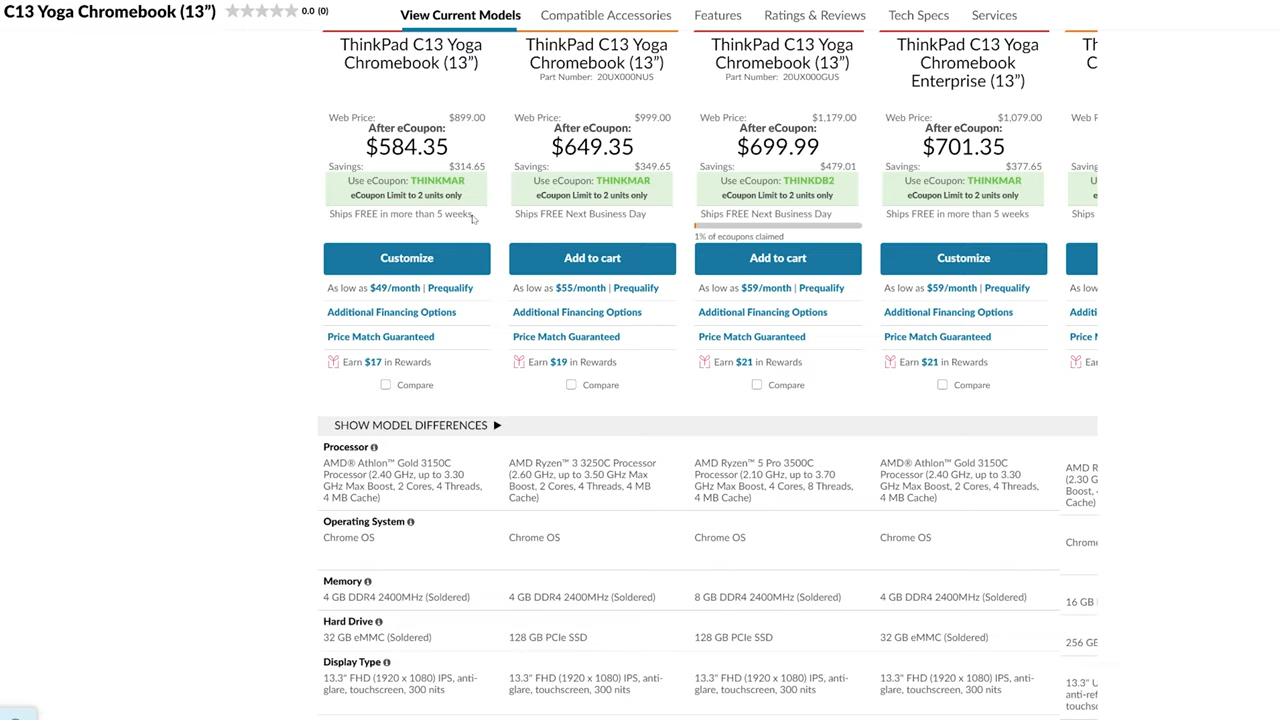 C13 Yoga Chromebook (13”) 0.0 (0)
View Current Models Compatible Accessories Features Ratings & Reviews Tech Specs Services
ThinkPad C13 Yoga Chromebook (13”)
Web Price: $899.00
After eCoupon:
$584.35
Savings: $314.65
Use eCoupon: THINKMAR
eCoupon Limit to 2 units only
Ships FREE in more than 5 weeks
Customize
As low as $49/month | Prequalify
Additional Financing Options
Price Match Guaranteed
Earn $17 in Rewards
Compare
ThinkPad C13 Yoga Chromebook (13”)
Part Number: 20UX000NUS
Web Price: $999.00
After eCoupon:
$649.35
Savings: $349.65
Use eCoupon: THINKMAR
eCoupon Limit to 2 units only
Ships FREE Next Business Day
Add to cart
As low as $55/month | Prequalify
Additional Financing Options
Price Match Guaranteed
Earn $19 in Rewards
Compare
ThinkPad C13 Yoga Chromebook (13”)
Part Number: 20UX000GUS
Web Price: $1,179.00
After eCoupon:
$699.99
Savings: $479.01
Use eCoupon: THINKDB2
eCoupon Limit to 2 units only
Ships FREE Next Business Day
1% of ecoupons claimed
Add to cart
As low as $59/month | Prequalify
Additional Financing Options
Price Match Guaranteed
Earn $21 in Rewards
Compare
ThinkPad C13 Yoga Chromebook Enterprise (13”)
Web Price: $1,079.00
After eCoupon:
$701.35
Savings: $377.65
Use eCoupon: THINKMAR
eCoupon Limit to 2 units only
Ships FREE in more than 5 weeks
Customize
As low as $59/month | Prequalify
Additional Financing Options
Price Match Guaranteed
Earn $21 in Rewards
Compare
SHOW MODEL DIFFERENCES ▶
Processor
AMD® Athlon™ Gold 3150C Processor (2.40 GHz, up to 3.30 GHz Max Boost, 2 Cores, 4 Threads, 4 MB Cache)
AMD Ryzen™ 3 3250C Processor (2.60 GHz, up to 3.50 GHz Max Boost, 2 Cores, 4 Threads, 4 MB Cache)
AMD Ryzen™ 5 Pro 3500C Processor (2.10 GHz, up to 3.70 GHz Max Boost, 4 Cores, 8 Threads, 4 MB Cache)
AMD® Athlon™ Gold 3150C Processor (2.40 GHz, up to 3.30 GHz Max Boost, 2 Cores, 4 Threads, 4 MB Cache)
Operating System
Chrome OS Chrome OS Chrome OS Chrome OS
Memory
4 GB DDR4 2400MHz (Soldered) 4 GB DDR4 2400MHz (Soldered) 8 GB DDR4 2400MHz (Soldered) 4 GB DDR4 2400MHz (Soldered) 16 GB
Hard Drive
32 GB eMMC (Soldered) 128 GB PCIe SSD 128 GB PCIe SSD 32 GB eMMC (Soldered)
Display Type
13.3" FHD (1920 x 1080) IPS, anti-glare, touchscreen, 300 nits
13.3" FHD (1920 x 1080) IPS, anti-glare, touchscreen, 300 nits
13.3" FHD (1920 x 1080) IPS, anti-glare, touchscreen, 300 nits
13.3" FHD (1920 x 1080) IPS, anti-glare, touchscreen, 300 nits